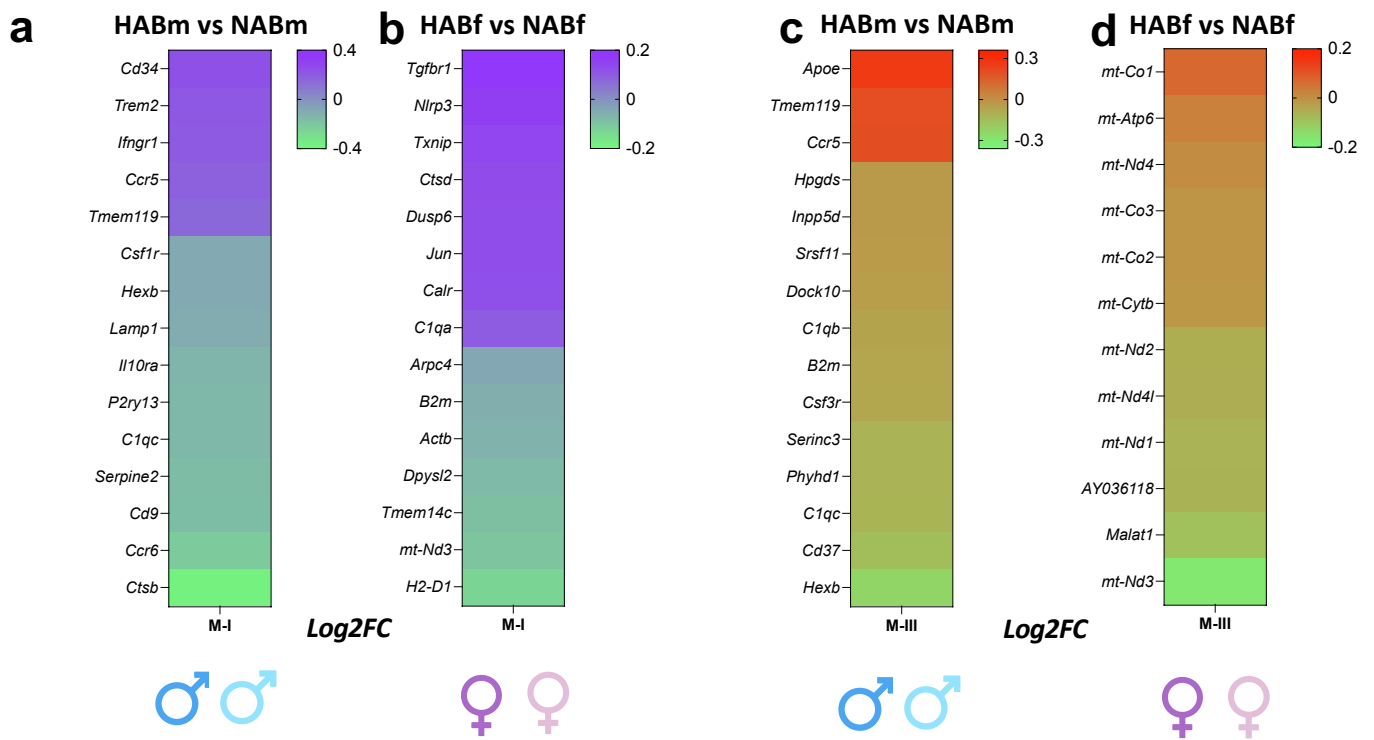 a
HABm vs NABm
Cd34
Trem2
Ifngr1
Ccr5
Tmem119
Csf1r
Hexb
Lamp1
Il10ra
P2ry13
C1qc
Serpine2
Cd9
Ccr6
Ctsb
M-I
0.4
0
-0.4
b
HABf vs NABf
Tgfbr1
Nlrp3
Txnip
Ctsd
Dusp6
Jun
Calr
C1qa
Arpc4
B2m
Actb
Dpysl2
Tmem14c
mt-Nd3
H2-D1
M-I
0.2
0
-0.2
Log2FC
c
HABm vs NABm
Apoe
Tmem119
Ccr5
Hpgds
Inpp5d
Srsf11
Dock10
C1qb
B2m
Csf3r
Serinc3
Phyhd1
C1qc
Cd37
Hexb
M-III
0.3
0
-0.3
d
HABf vs NABf
mt-Co1
mt-Atp6
mt-Nd4
mt-Co3
mt-Co2
mt-Cytb
mt-Nd2
mt-Nd4l
mt-Nd1
AY036118
Malat1
mt-Nd3
M-III
0.2
0
-0.2
Log2FC